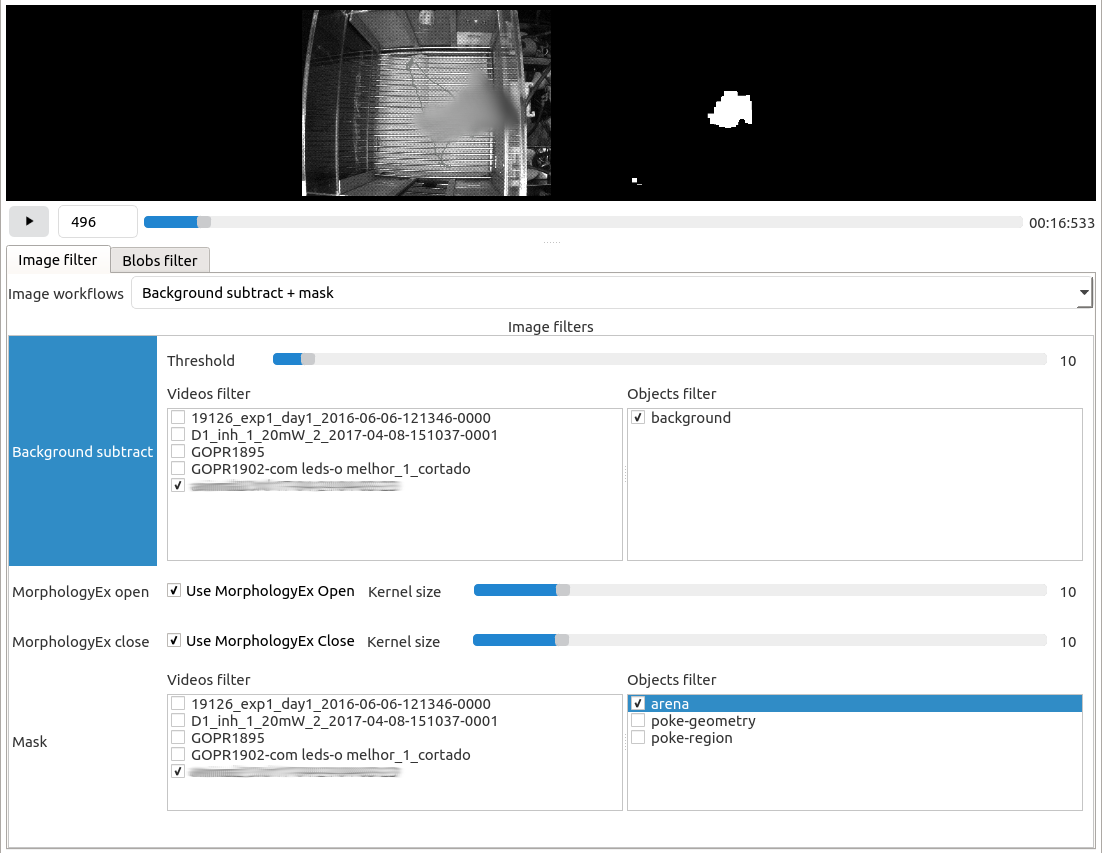 496
00:16:533
Image filter
Blobs filter
Image workflows
Background subtract + mask
Image filters
Background subtract
Threshold
10
Videos filter
Objects filter
19126_exp1_day1_2016-06-06-121346-0000
D1_inh_1_20mW_2_2017-04-08-151037-0001
GOPR1895
GOPR1902-com leds-o melhor_1_cortado
background
MorphologyEx open
Use MorphologyEx Open
Kernel size
10
MorphologyEx close
Use MorphologyEx Close
Kernel size
10
Mask
Videos filter
Objects filter
19126_exp1_day1_2016-06-06-121346-0000
D1_inh_1_20mW_2_2017-04-08-151037-0001
GOPR1895
GOPR1902-com leds-o melhor_1_cortado
arena
poke-geometry
poke-region